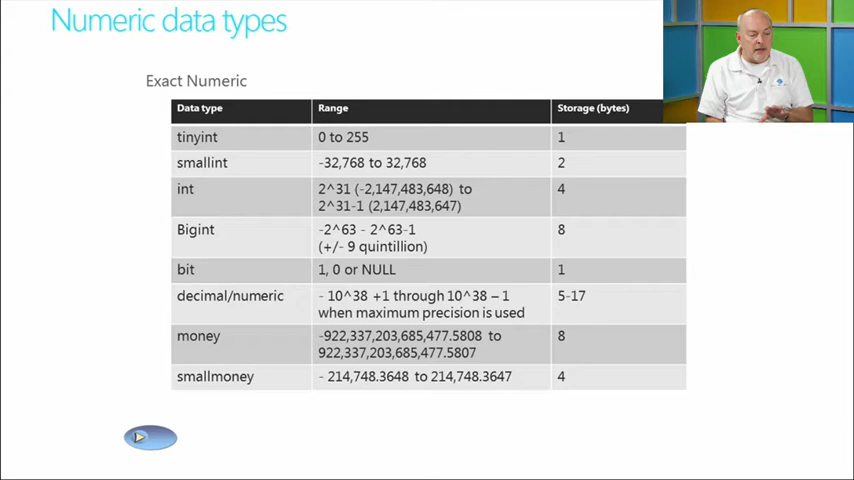 Numeric data types
Exact Numeric
Data type Range Storage (bytes)
tinyint 0 to 255 1
smallint -32,768 to 32,768 2
int 2^31 (-2,147,483,648) to 4
2^31-1 (2,147,483,647)
Bigint -2^63 - 2^63-1 8
(+/- 9 quintillion)
bit 1, 0 or NULL 1
decimal/numeric - 10^38 +1 through 10^38 – 1 5-17
when maximum precision is used
money -922,337,203,685,477.5808 to 8
922,337,203,685,477.5807
smallmoney - 214,748.3648 to 214,748.3647 4